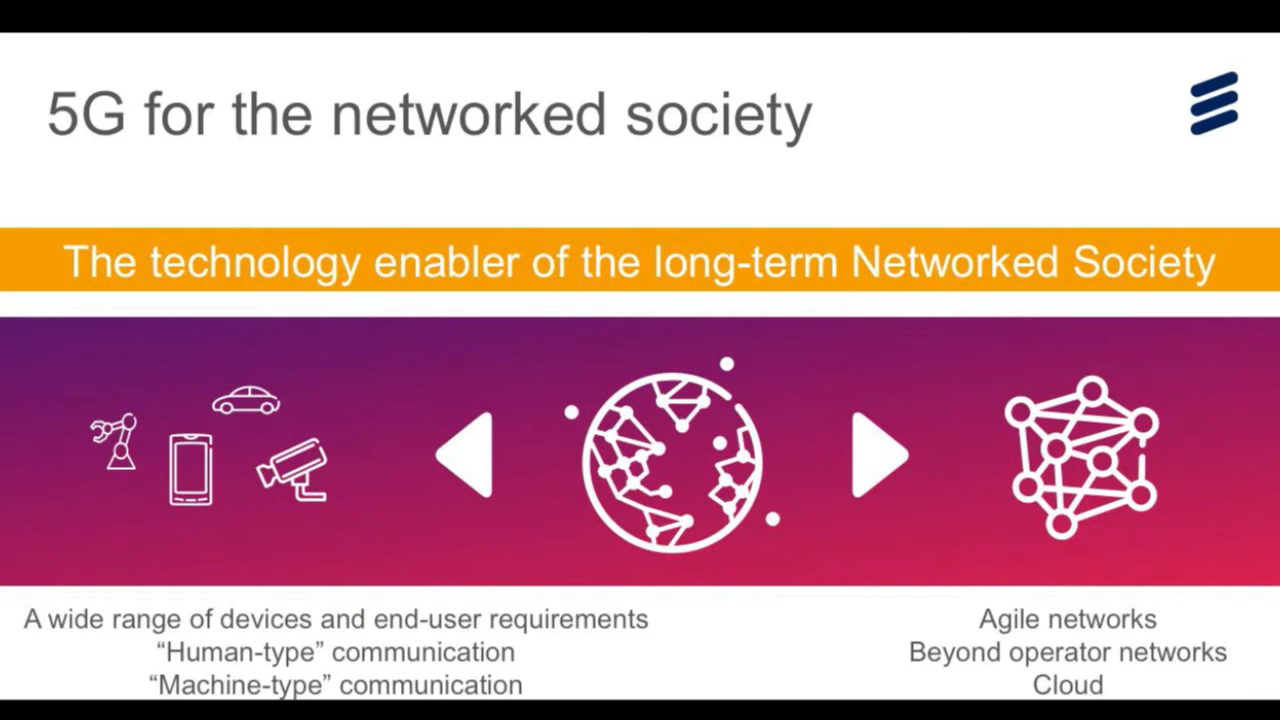 5G for the networked society
The technology enabler of the long-term Networked Society
A wide range of devices and end-user requirements
“Human-type” communication
“Machine-type” communication
Agile networks
Beyond operator networks
Cloud